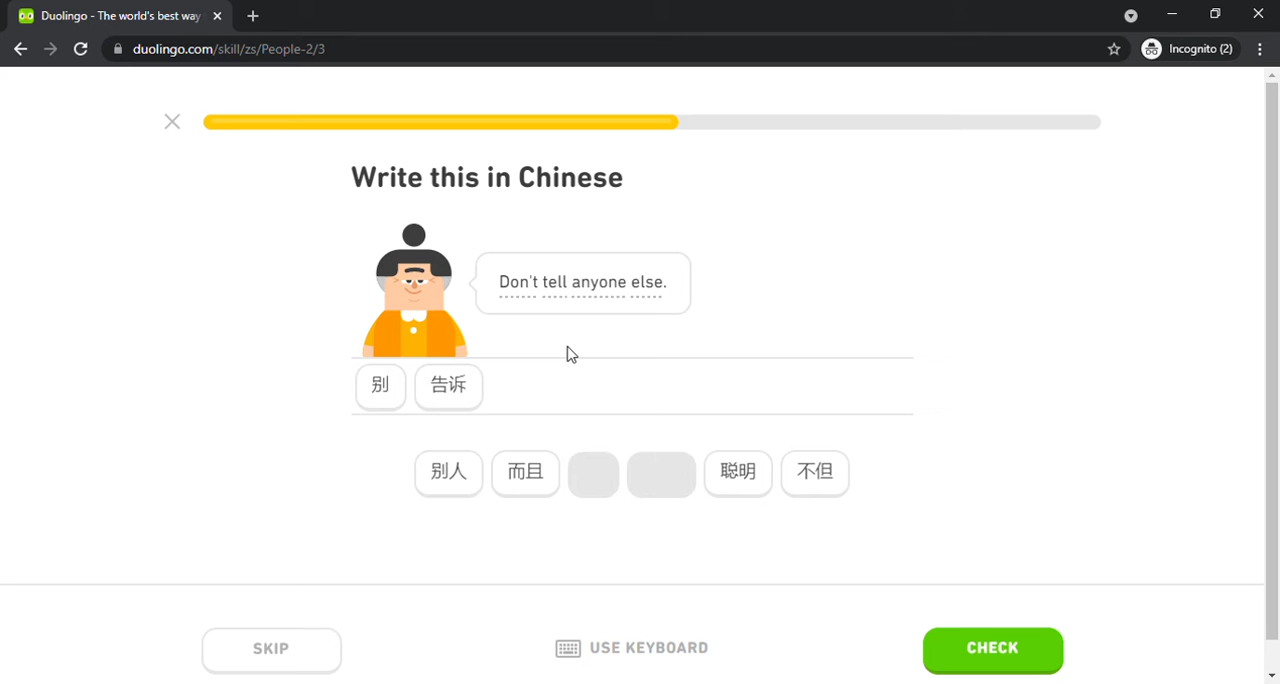 Duolingo - The world's best way
duolingo.com/skill/zs/People-2/3
Incognito (2)
Write this in Chinese
Don't tell anyone else.
别 告诉
别人 而且 聪明 不但
SKIP
USE KEYBOARD
CHECK